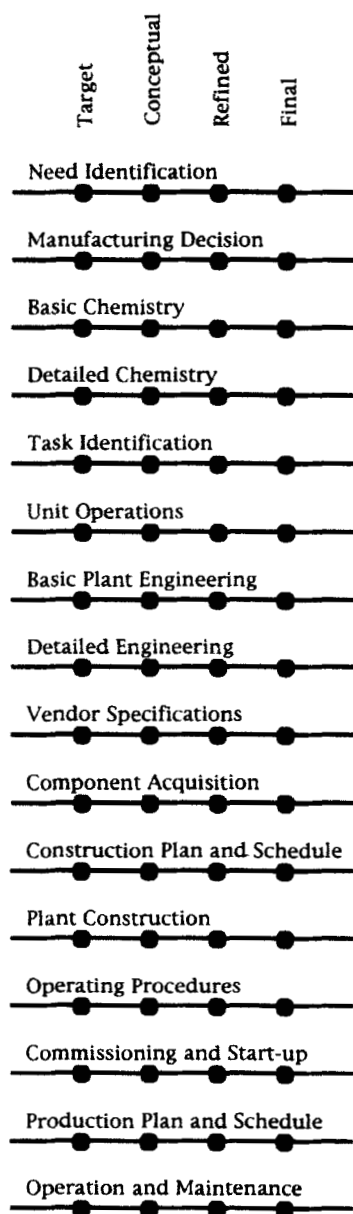 Target
Conceptual
Refined
Final
Need Identification
Manufacturing Decision
Basic Chemistry
Detailed Chemistry
Task Identification
Unit Operations
Basic Plant Engineering
Detailed Engineering
Vendor Specifications
Component Acquisition
Construction Plan and Schedule
Plant Construction
Operating Procedures
Commissioning and Start-up
Production Plan and Schedule
Operation and Maintenance